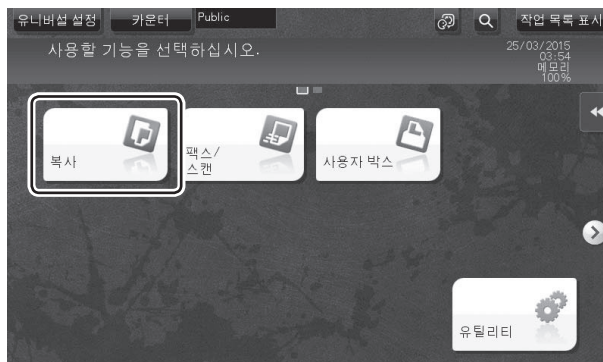 유니버설 설정
카운터
Public
작업 목록 표시
사용할 기능을 선택하십시오.
25/03/2015
03:54
메모리
100%
복사
팩스/
스캔
사용자 박스
유틸리티